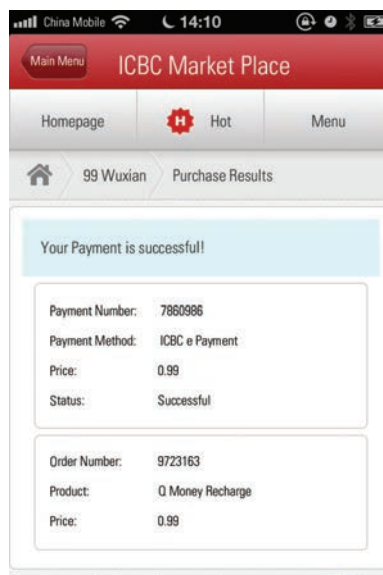 China Mobile 14:10
Main Menu ICBC Market Place
Homepage H Hot Menu
99 Wuxian Purchase Results
Your Payment is successful!
Payment Number: 7860986
Payment Method: ICBC e Payment
Price: 0.99
Status: Successful
Order Number: 9723163
Product: Q Money Recharge
Price: 0.99